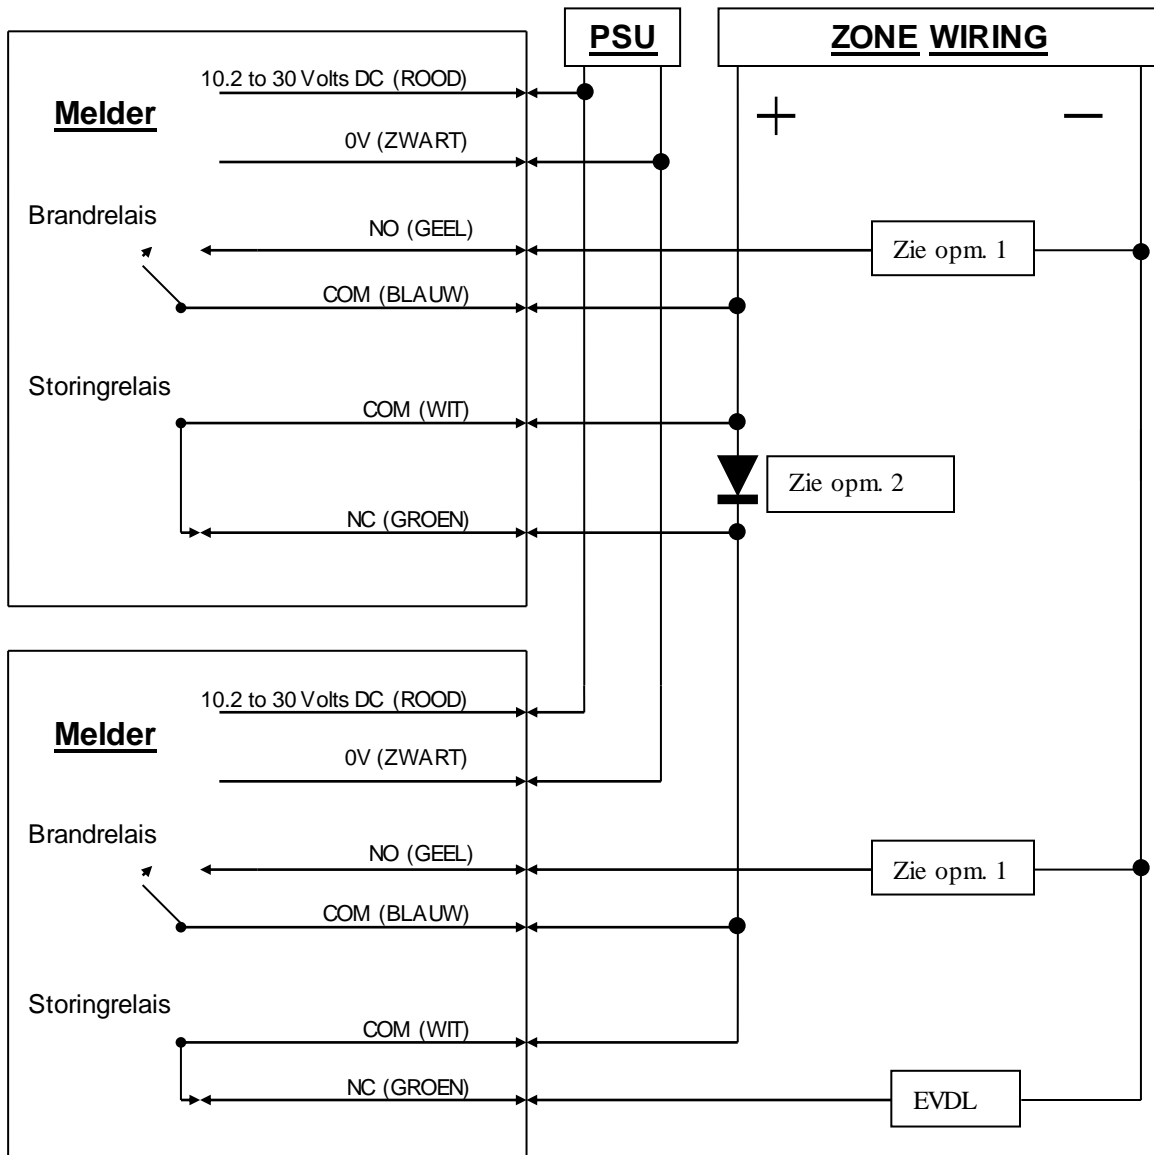 PSU
ZONE WIRING
10.2 to 30 Volts DC (ROOD)
Melder
+
—
0V (ZWART)
Brandrelais
NO (GEEL)
Zie opm. 1
COM (BLAUW)
Storingrelais
COM (WIT)
Zie opm. 2
NC (GROEN)
10.2 to 30 Volts DC (ROOD)
Melder
0V (ZWART)
Brandrelais
NO (GEEL)
Zie opm. 1
COM (BLAUW)
Storingrelais
COM (WIT)
NC (GROEN)
EVDL